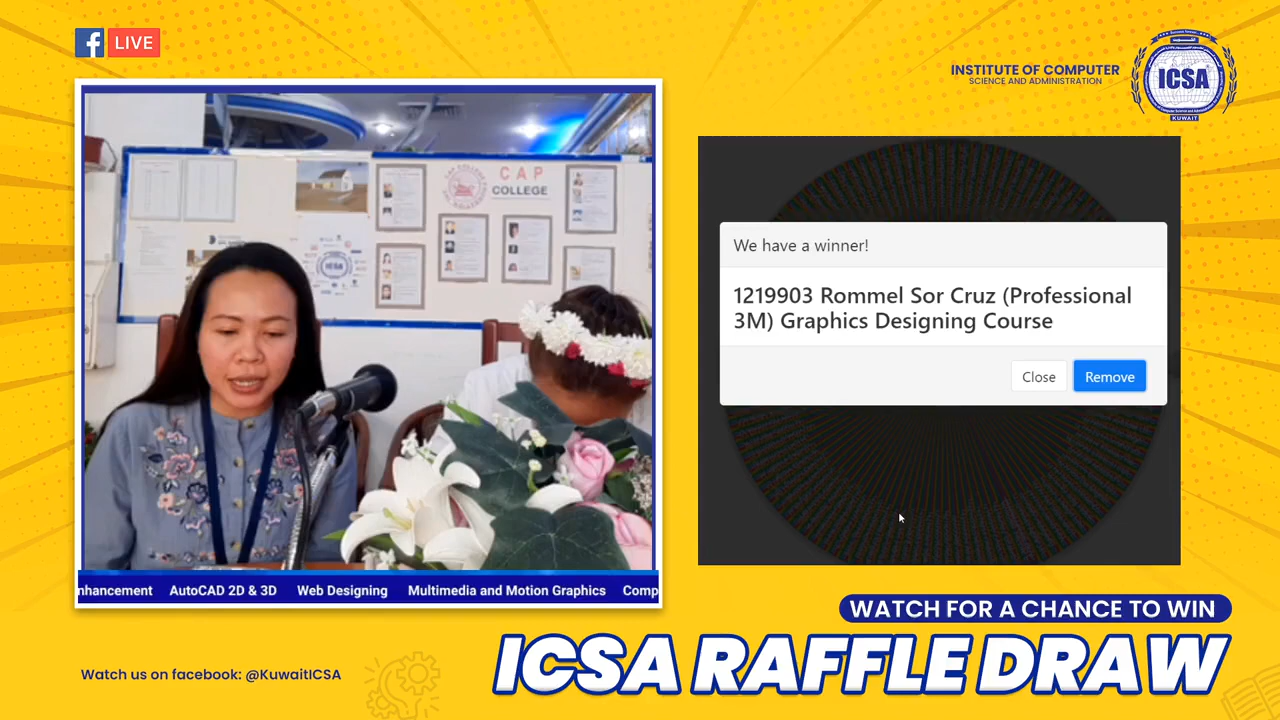 f LIVE
INSTITUTE OF COMPUTER
SCIENCE AND ADMINISTRATION
ICSA
KUWAIT
CAP
COLLEGE
We have a winner!
1219903 Rommel Sor Cruz (Professional
3M) Graphics Designing Course
Close Remove
nhancement AutoCAD 2D & 3D Web Designing Multimedia and Motion Graphics Comp
WATCH FOR A CHANCE TO WIN
ICSA RAFFLE DRAW
Watch us on facebook: @KuwaitICSA